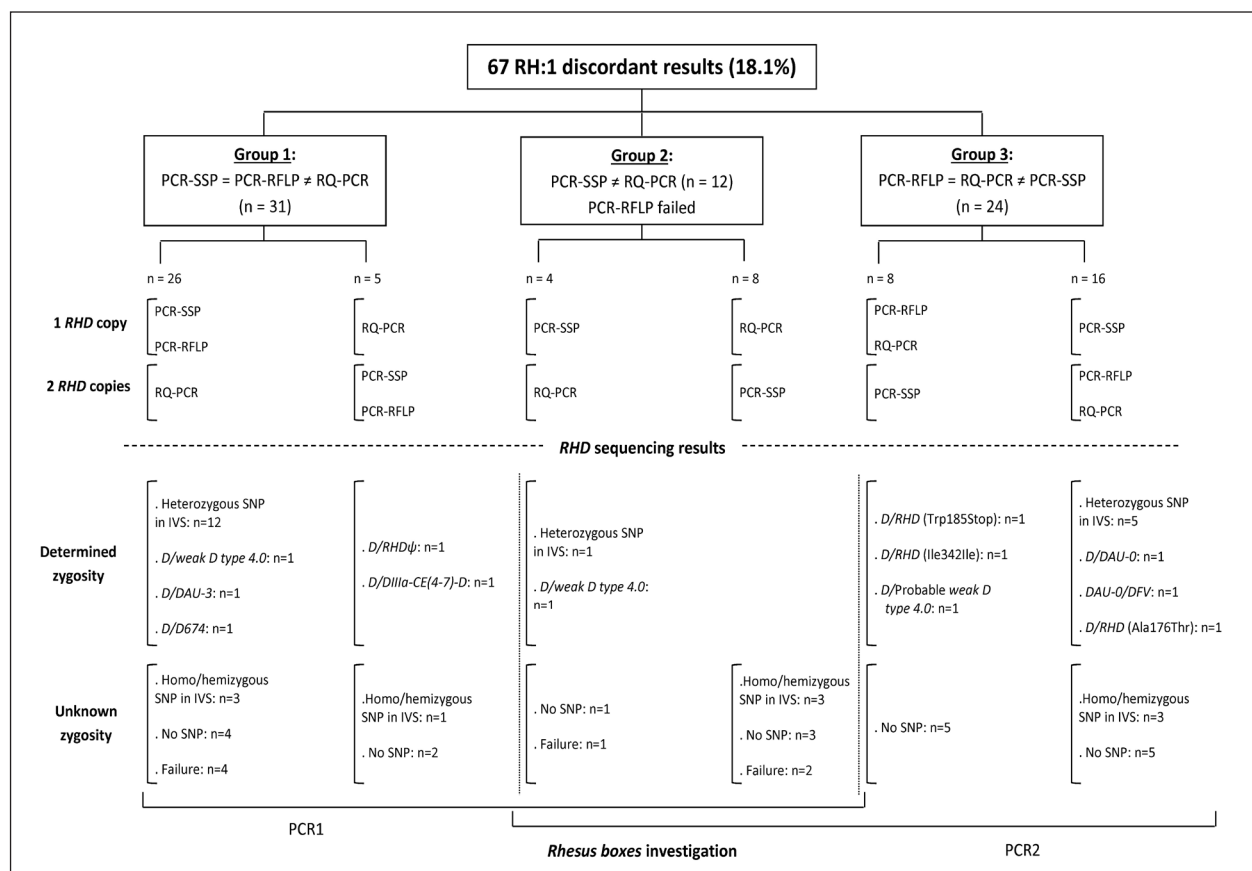 67 RH:1 discordant results (18.1%)
Group 1:
PCR-SSP = PCR-RFLP ≠ RQ-PCR
(n = 31)
Group 2:
PCR-SSP ≠ RQ-PCR (n = 12)
PCR-RFLP failed
Group 3:
PCR-RFLP = RQ-PCR ≠ PCR-SSP
(n = 24)
n = 26
n = 5
n = 4
n = 8
n = 8
n = 16
1 RHD copy
PCR-SSP
PCR-RFLP
RQ-PCR
PCR-SSP
RQ-PCR
PCR-RFLP
RQ-PCR
PCR-SSP
2 RHD copies
RQ-PCR
PCR-SSP
PCR-RFLP
RQ-PCR
PCR-SSP
PCR-SSP
PCR-RFLP
RQ-PCR
RHD sequencing results
Determined
zygosity
. Heterozygous SNP
in IVS: n=12
. D/weak D type 4.0: n=1
. D/DAU-3: n=1
. D/D674: n=1
. D/RHDψ: n=1
. D/DIIIa-CE(4-7)-D: n=1
. Heterozygous SNP
in IVS: n=1
. D/weak D type 4.0:
n=1
. D/RHD (Trp185Stop): n=1
. D/RHD (Ile342Ile): n=1
. D/Probable weak D
type 4.0: n=1
. Heterozygous SNP
in IVS: n=5
. D/DAU-0: n=1
. DAU-0/DFV: n=1
. D/RHD (Ala176Thr): n=1
Unknown
zygosity
. Homo/hemizygous
SNP in IVS: n=3
. No SNP: n=4
. Failure: n=4
.Homo/hemizygous
SNP in IVS: n=1
. No SNP: n=2
. No SNP: n=1
. Failure: n=1
.Homo/hemizygous
SNP in IVS: n=3
. No SNP: n=3
. Failure: n=2
. No SNP: n=5
.Homo/hemizygous
SNP in IVS: n=3
. No SNP: n=5
PCR1
PCR2
Rhesus boxes investigation